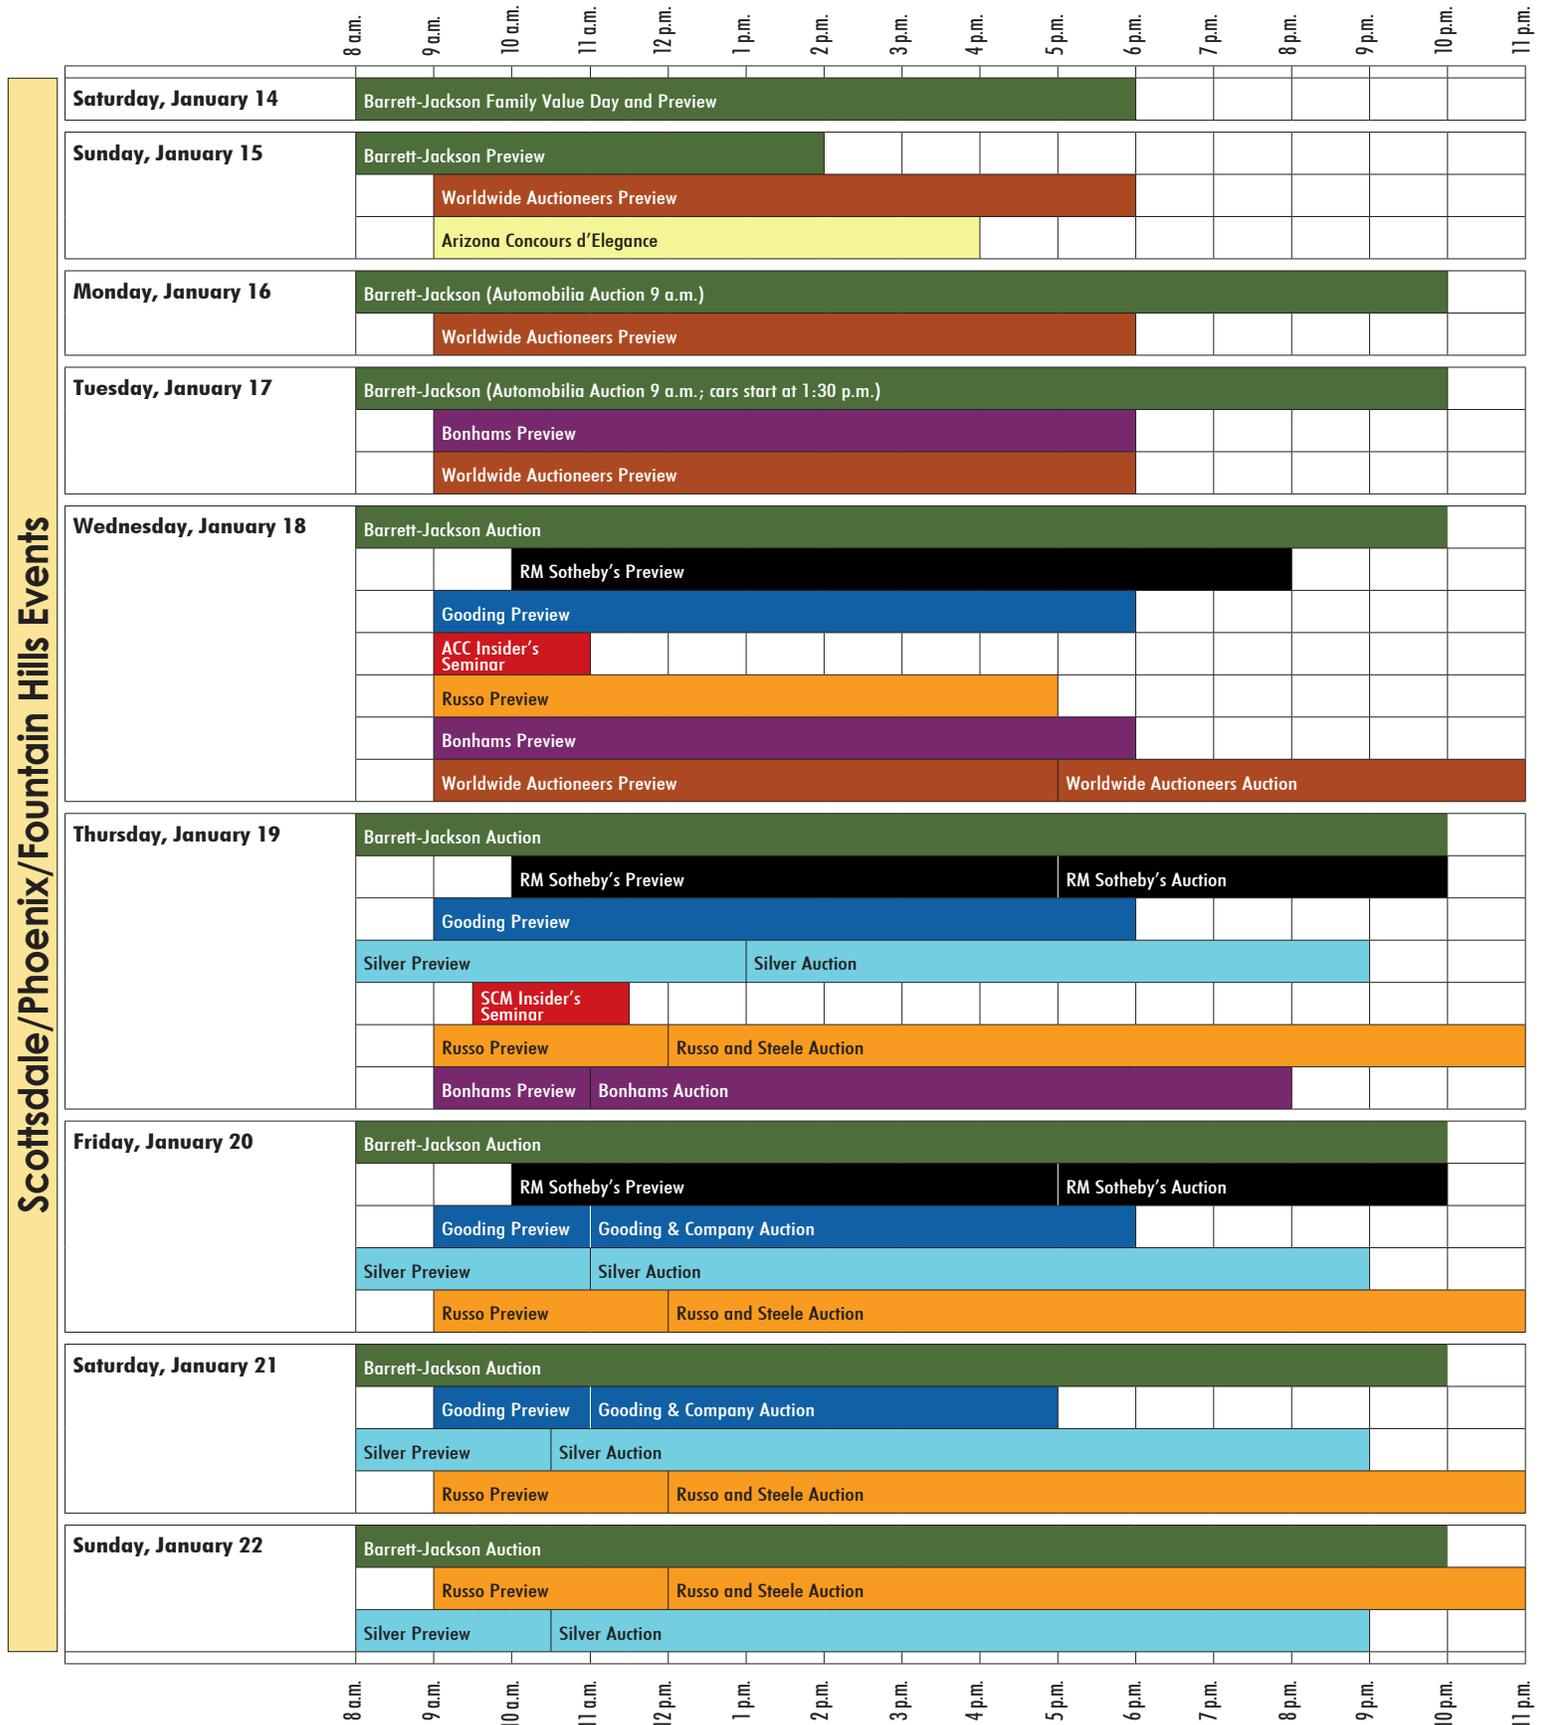 8 a.m.
9 a.m.
10 a.m.
11 a.m.
12 p.m.
1 p.m.
2 p.m.
3 p.m.
4 p.m.
5 p.m.
6 p.m.
7 p.m.
8 p.m.
9 p.m.
10 p.m.
11 p.m.
Scottsdale/Phoenix/Fountain Hills Events
Saturday, January 14
Barrett-Jackson Family Value Day and Preview
Sunday, January 15
Barrett-Jackson Preview
Worldwide Auctioneers Preview
Arizona Concours d’Elegance
Monday, January 16
Barrett-Jackson (Automobilia Auction 9 a.m.)
Worldwide Auctioneers Preview
Tuesday, January 17
Barrett-Jackson (Automobilia Auction 9 a.m.; cars start at 1:30 p.m.)
Bonhams Preview
Worldwide Auctioneers Preview
Wednesday, January 18
Barrett-Jackson Auction
RM Sotheby’s Preview
Gooding Preview
ACC Insider’s
Seminar
Russo Preview
Bonhams Preview
Worldwide Auctioneers Preview
Worldwide Auctioneers Auction
Thursday, January 19
Barrett-Jackson Auction
RM Sotheby’s Preview
RM Sotheby’s Auction
Gooding Preview
Silver Preview
Silver Auction
SCM Insider’s
Seminar
Russo Preview
Russo and Steele Auction
Bonhams Preview
Bonhams Auction
Friday, January 20
Barrett-Jackson Auction
RM Sotheby’s Preview
RM Sotheby’s Auction
Gooding Preview
Gooding & Company Auction
Silver Preview
Silver Auction
Russo Preview
Russo and Steele Auction
Saturday, January 21
Barrett-Jackson Auction
Gooding Preview
Gooding & Company Auction
Silver Preview
Silver Auction
Russo Preview
Russo and Steele Auction
Sunday, January 22
Barrett-Jackson Auction
Russo Preview
Russo and Steele Auction
Silver Preview
Silver Auction
8 a.m.
9 a.m.
10 a.m.
11 a.m.
12 p.m.
1 p.m.
2 p.m.
3 p.m.
4 p.m.
5 p.m.
6 p.m.
7 p.m.
8 p.m.
9 p.m.
10 p.m.
11 p.m.